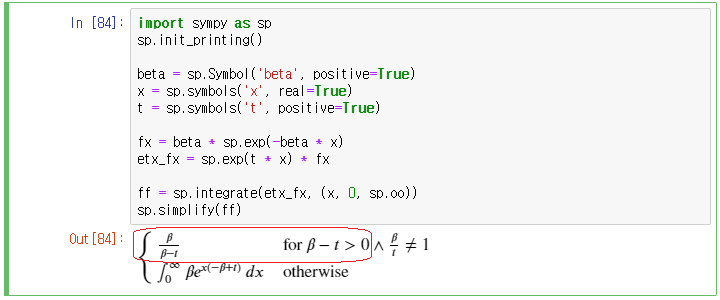 In [84]:
import sympy as sp
sp.init_printing()
beta = sp.Symbol('beta', positive=True)
x = sp.symbols('x', real=True)
t = sp.symbols('t', positive=True)
fx = beta * sp.exp(-beta * x)
etx_fx = sp.exp(t * x) * fx
ff = sp.integrate(etx_fx, (x, 0, sp.oo))
sp.simplify(ff)
Out[84]:
{ β/(β−t) for β − t > 0 ∧ β/t ≠ 1
∫₀^∞ βe^{x(−β+t)} dx otherwise